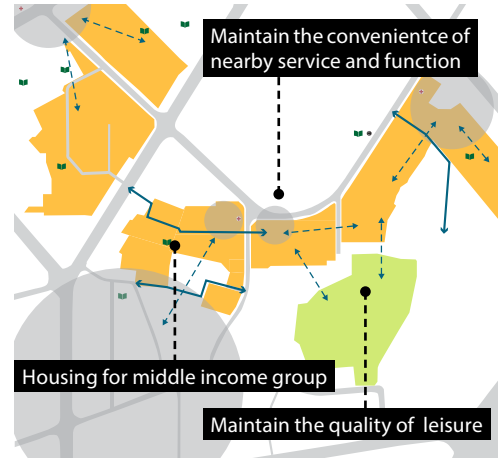 Maintain the convenientce of
nearby service and function
Housing for middle income group
Maintain the quality of leisure